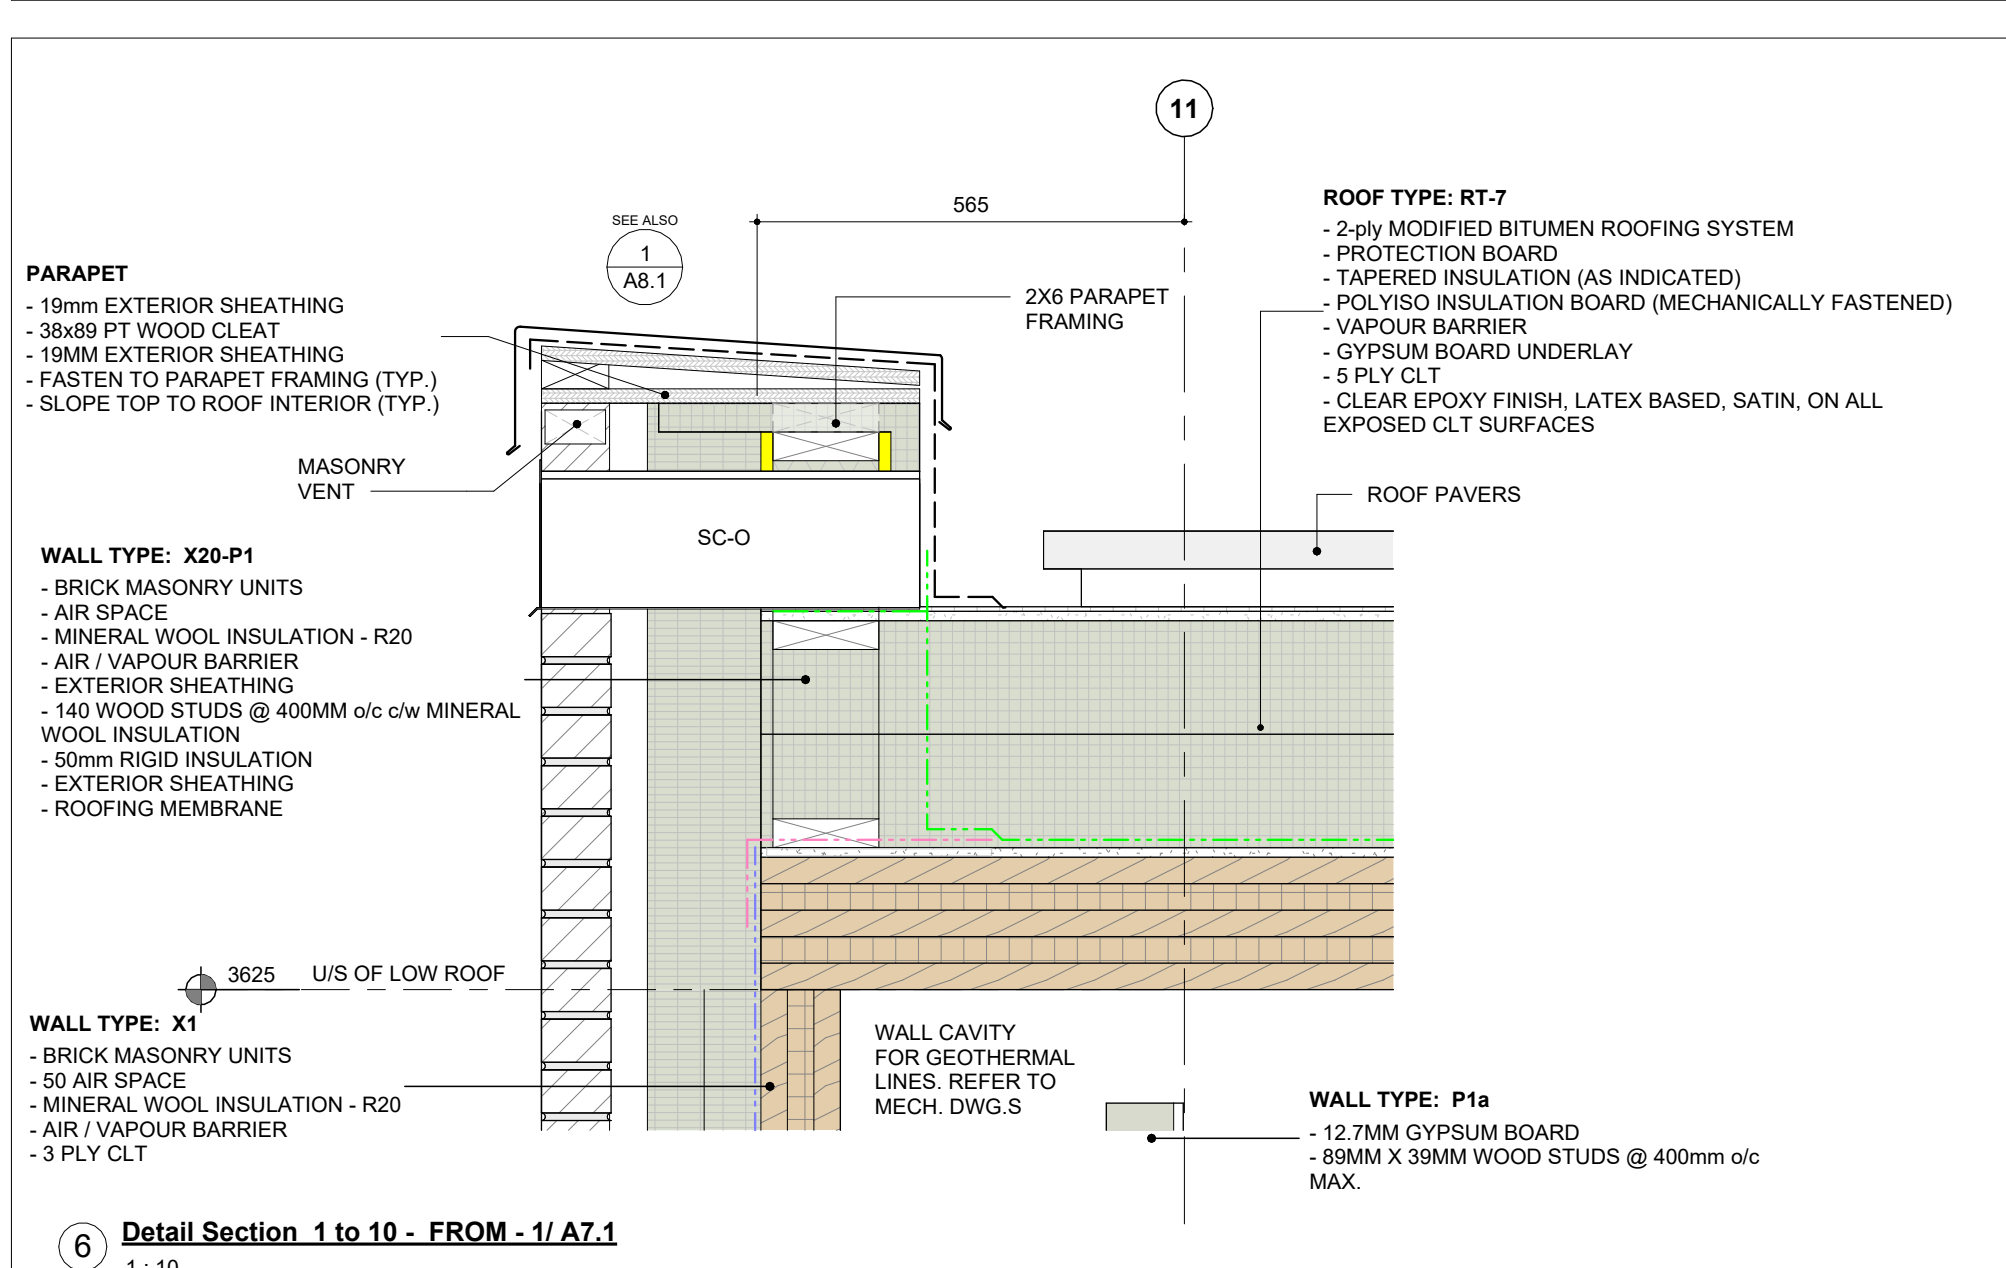 11
565
SEE ALSO
1
A8.1
PARAPET
- 19mm EXTERIOR SHEATHING
- 38x89 PT WOOD CLEAT
- 19MM EXTERIOR SHEATHING
- FASTEN TO PARAPET FRAMING (TYP.)
- SLOPE TOP TO ROOF INTERIOR (TYP.)
2X6 PARAPET
FRAMING
ROOF TYPE: RT-7
- 2-ply MODIFIED BITUMEN ROOFING SYSTEM
- PROTECTION BOARD
- TAPERED INSULATION (AS INDICATED)
- POLYISO INSULATION BOARD (MECHANICALLY FASTENED)
- VAPOUR BARRIER
- GYPSUM BOARD UNDERLAY
- 5 PLY CLT
- CLEAR EPOXY FINISH, LATEX BASED, SATIN, ON ALL
EXPOSED CLT SURFACES
MASONRY
VENT
ROOF PAVERS
SC-O
WALL TYPE: X20-P1
- BRICK MASONRY UNITS
- AIR SPACE
- MINERAL WOOL INSULATION - R20
- AIR / VAPOUR BARRIER
- EXTERIOR SHEATHING
- 140 WOOD STUDS @ 400MM o/c c/w MINERAL
WOOL INSULATION
- 50mm RIGID INSULATION
- EXTERIOR SHEATHING
- ROOFING MEMBRANE
3625 U/S OF LOW ROOF
WALL TYPE: X1
- BRICK MASONRY UNITS
- 50 AIR SPACE
- MINERAL WOOL INSULATION - R20
- AIR / VAPOUR BARRIER
- 3 PLY CLT
WALL CAVITY
FOR GEOTHERMAL
LINES. REFER TO
MECH. DWG.S
WALL TYPE: P1a
- 12.7MM GYPSUM BOARD
- 89MM X 39MM WOOD STUDS @ 400mm o/c
MAX.
6
Detail Section 1 to 10 - FROM - 1/ A7.1
1 : 10